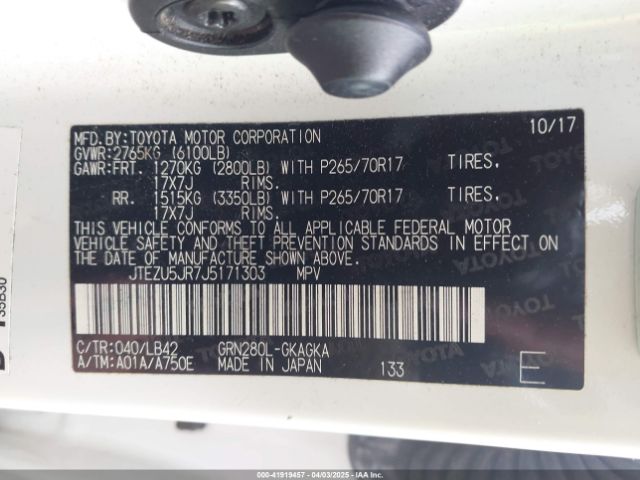 MFD.BY:TOYOTA MOTOR CORPORATION 10/17
GVWR:2765KG (6100LB)
GAWR:FRT. 1270KG (2800LB) WITH P265/70R17 TIRES,
17X7J RIMS.
RR. 1515KG (3350LB) WITH P265/70R17 TIRES,
17X7J RIMS.
THIS VEHICLE CONFORMS TO ALL APPLICABLE FEDERAL MOTOR
VEHICLE SAFETY AND THEFT PREVENTION STANDARDS IN EFFECT ON
THE DATE OF MANUFACTURE SHOWN ABOVE.
JTEZU5JR7J5171303 MPV
C/TR:040/LB42 GRN280L-GKAGKA
A/TM:A01A/A750E MADE IN JAPAN 133 E
000-41919457 | 04/03/2025 - IAA Inc.